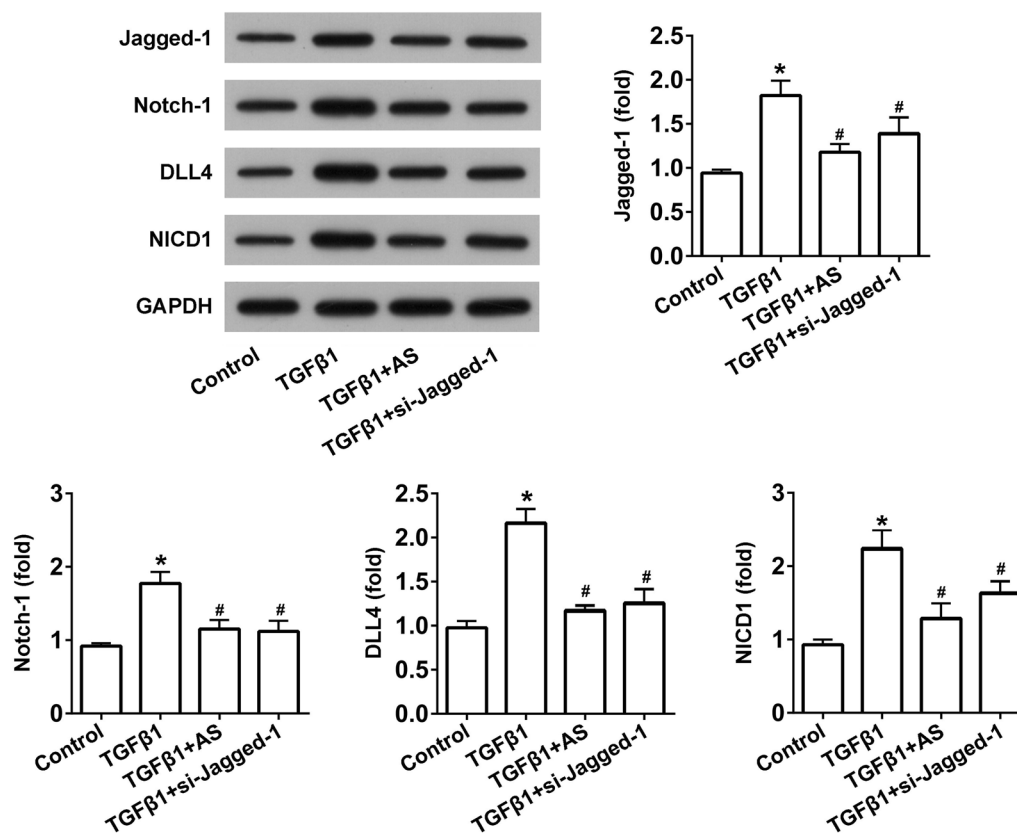 Jagged-1
Notch-1
DLL4
NICD1
GAPDH
Control
TGFβ1
TGFβ1+AS
TGFβ1+si-Jagged-1
Jagged-1 (fold)
2.5
2.0
1.5
1.0
0.5
0.0
*
#
#
Control
TGFβ1
TGFβ1+AS
TGFβ1+si-Jagged-1
Notch-1 (fold)
3
2
1
0
*
#
#
Control
TGFβ1
TGFβ1+AS
TGFβ1+si-Jagged-1
DLL4 (fold)
2.5
2.0
1.5
1.0
0.5
0.0
*
#
#
Control
TGFβ1
TGFβ1+AS
TGFβ1+si-Jagged-1
NICD1 (fold)
3
2
1
0
*
#
#
Control
TGFβ1
TGFβ1+AS
TGFβ1+si-Jagged-1